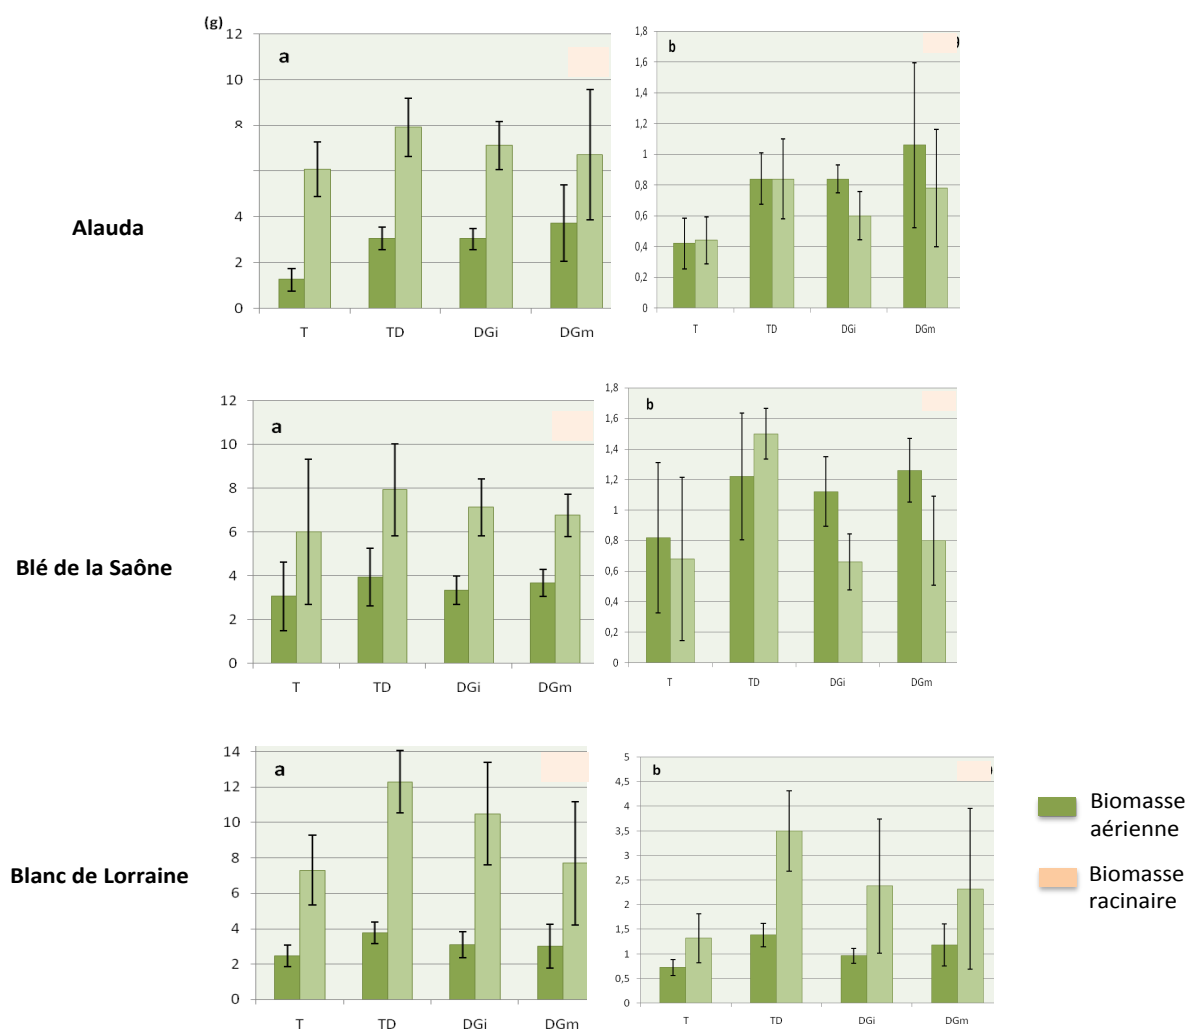 (g)
12
10
8
4
2
0
a
T TD DGi DGm
1,8
1,6
1,4
1,2
1
0,8
0,6
0,4
0,2
0
b
T TD DGi DGm
Alauda
12
10
8
6
4
2
0
a
T TD DGi DGm
1,8
1,6
1,4
1,2
1
0,8
0,6
0,4
0,2
0
b
T TD DGi DGm
Blé de la Saône
14
12
10
8
6
4
2
0
a
T TD DGi DGm
5
4,5
4
3,5
3
2,5
2
1,5
1
0,5
0
b
T TD DGi DGm
Blanc de Lorraine
Biomasse
aérienne
Biomasse
racinaire